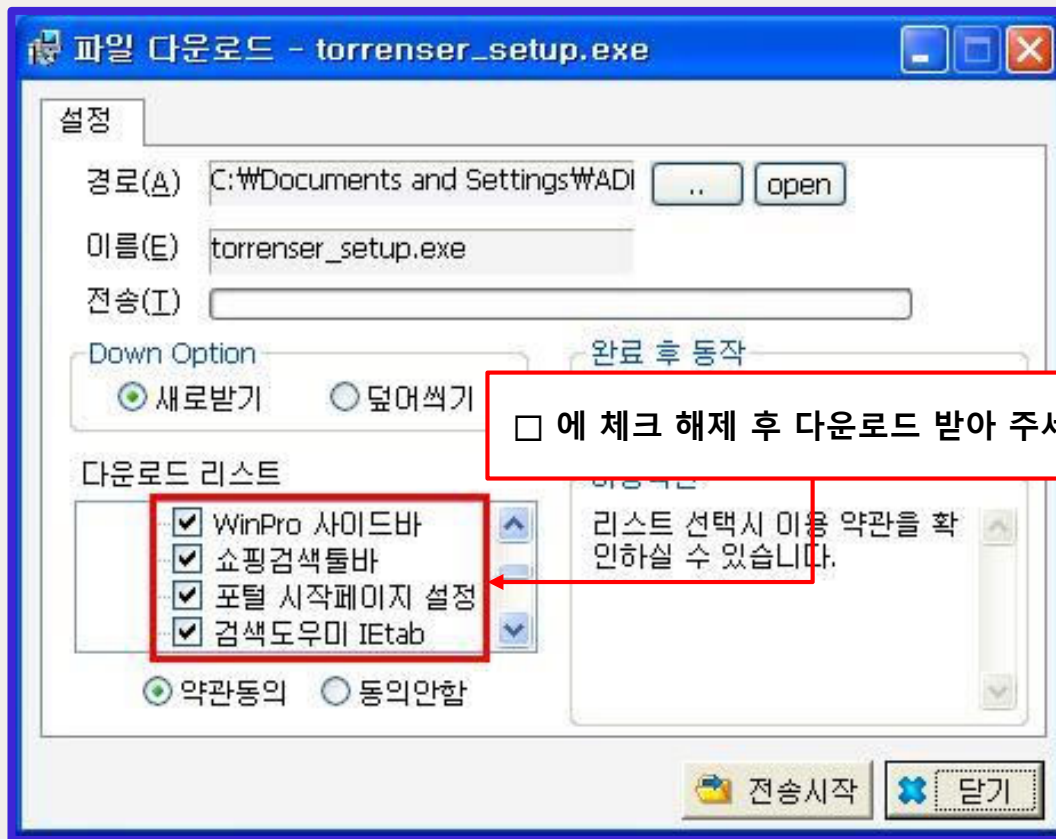 파일 다운로드 - torrenser_setup.exe
설정
경로(A) C:₩Documents and Settings₩ADI .. open
이름(E) torrenser_setup.exe
전송(T)
Down Option
새로받기 덮어씌기
완료 후 동작
□ 에 체크 해제 후 다운로드 받아
다운로드 리스트
WinPro 사이드바
쇼핑검색툴바
포털 시작페이지 설정
검색도우미 IEtab
약관동의 동의안함
리스트 선택시 이용 약관을 확
인하실 수 있습니다.
전송시작 닫기